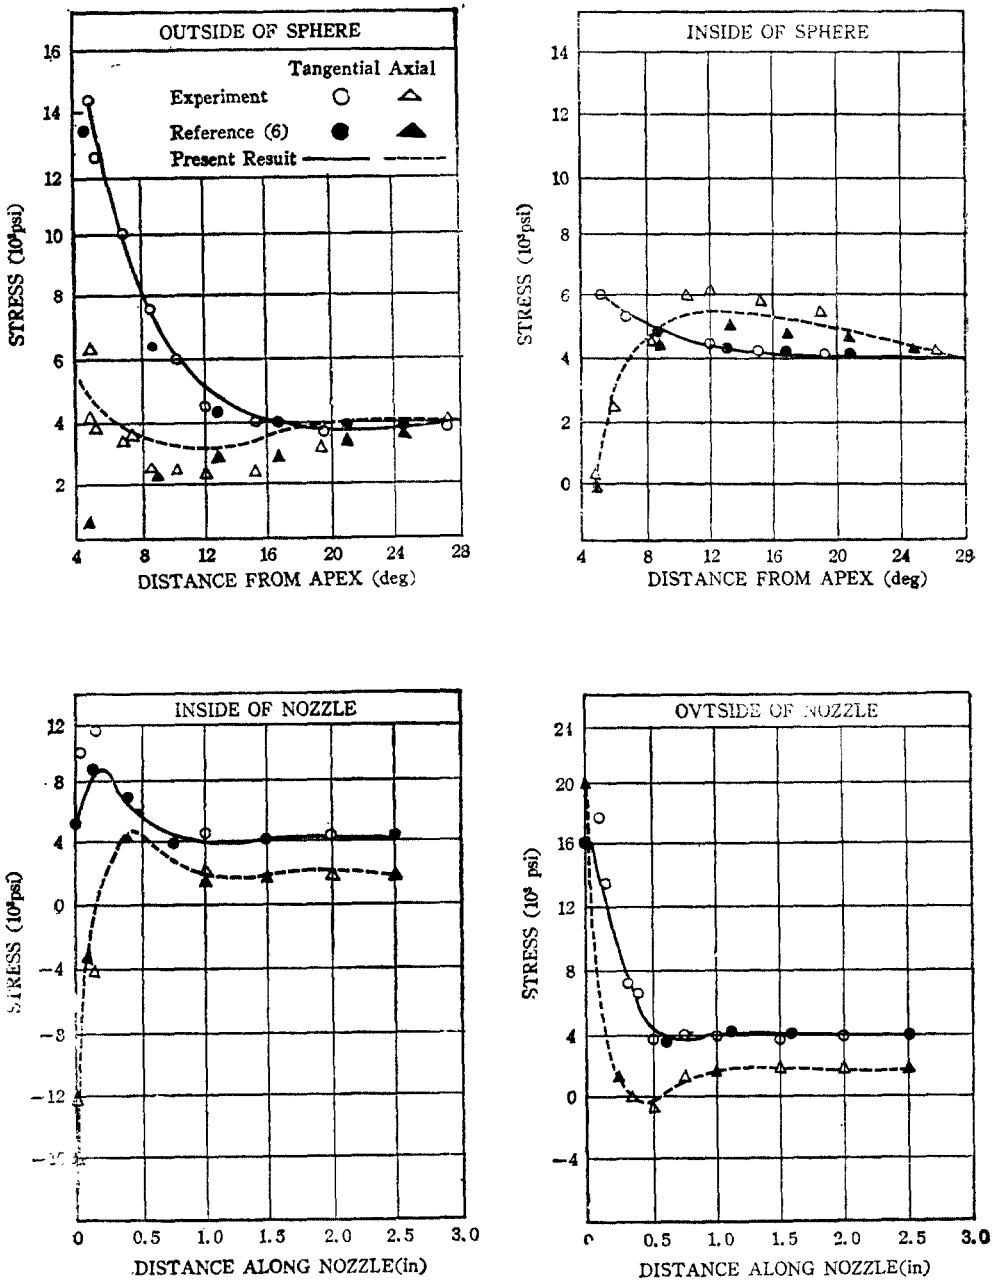 OUTSIDE OF SPHERE
16
14
12
10
8
6
4
2
Tangential Axial
Experiment
Reference (6)
Present Resuit
STRESS (10³psi)
4 8 12 16 20 24 28
DISTANCE FROM APEX (deg)
INSIDE OF SPHERE
14
12
10
8
6
4
2
0
STRESS (10³psi)
4 8 12 16 20 24 28
DISTANCE FROM APEX (deg)
INSIDE OF NOZZLE
12
8
4
0
-4
-8
-12
STRESS (10³psi)
0 0.5 1.0 1.5 2.0 2.5 3.0
DISTANCE ALONG NOZZLE(in)
OVTSIDE OF NOZZLE
21
20
16
12
8
4
0
-4
STRESS (10³ psi)
0.5 1.0 1.5 2.0 2.5 3.0
DISTANCE ALONG NOZZLE(in)